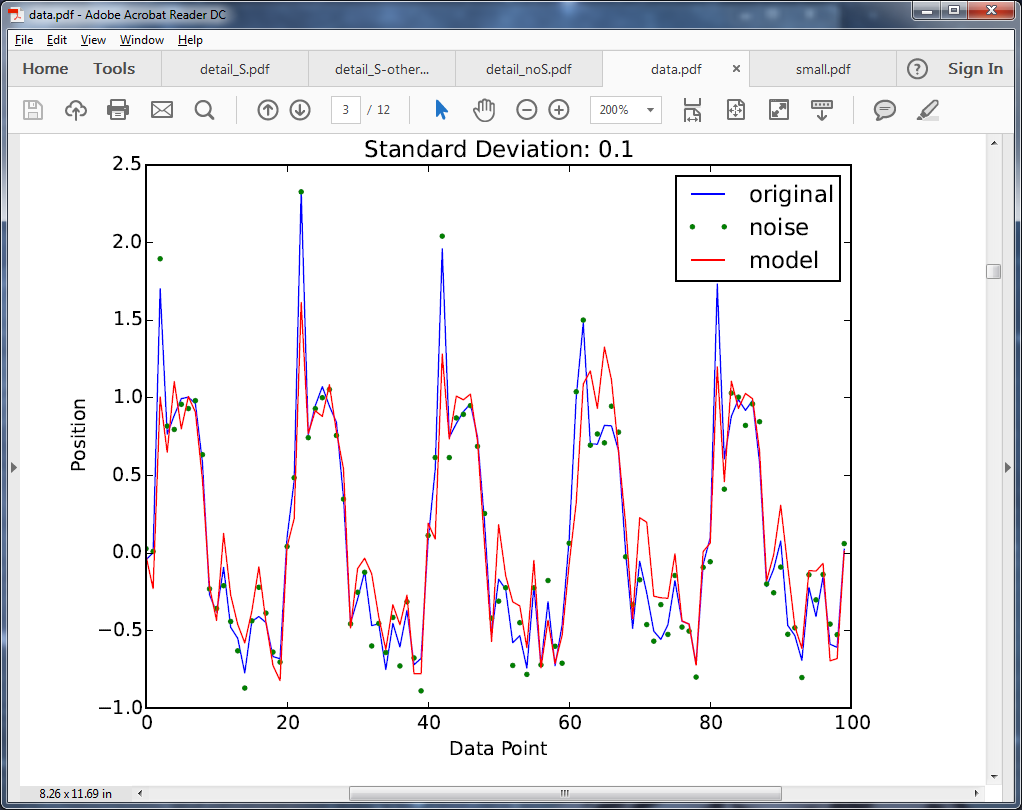 data.pdf - Adobe Acrobat Reader DC
File Edit View Window Help
Home Tools detail_S.pdf detail_S-other... detail_noS.pdf data.pdf × small.pdf ? Sign In
3 / 12 200%
Standard Deviation: 0.1
original
noise
model
2.5
2.0
1.5
1.0
0.5
0.0
−0.5
−1.0
Position
0 20 40 60 80 100
Data Point
8.26 x 11.69 in